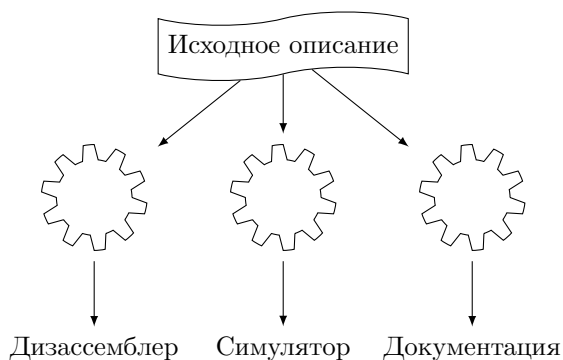 Исходное описание
Дизассемблер Симулятор Документация